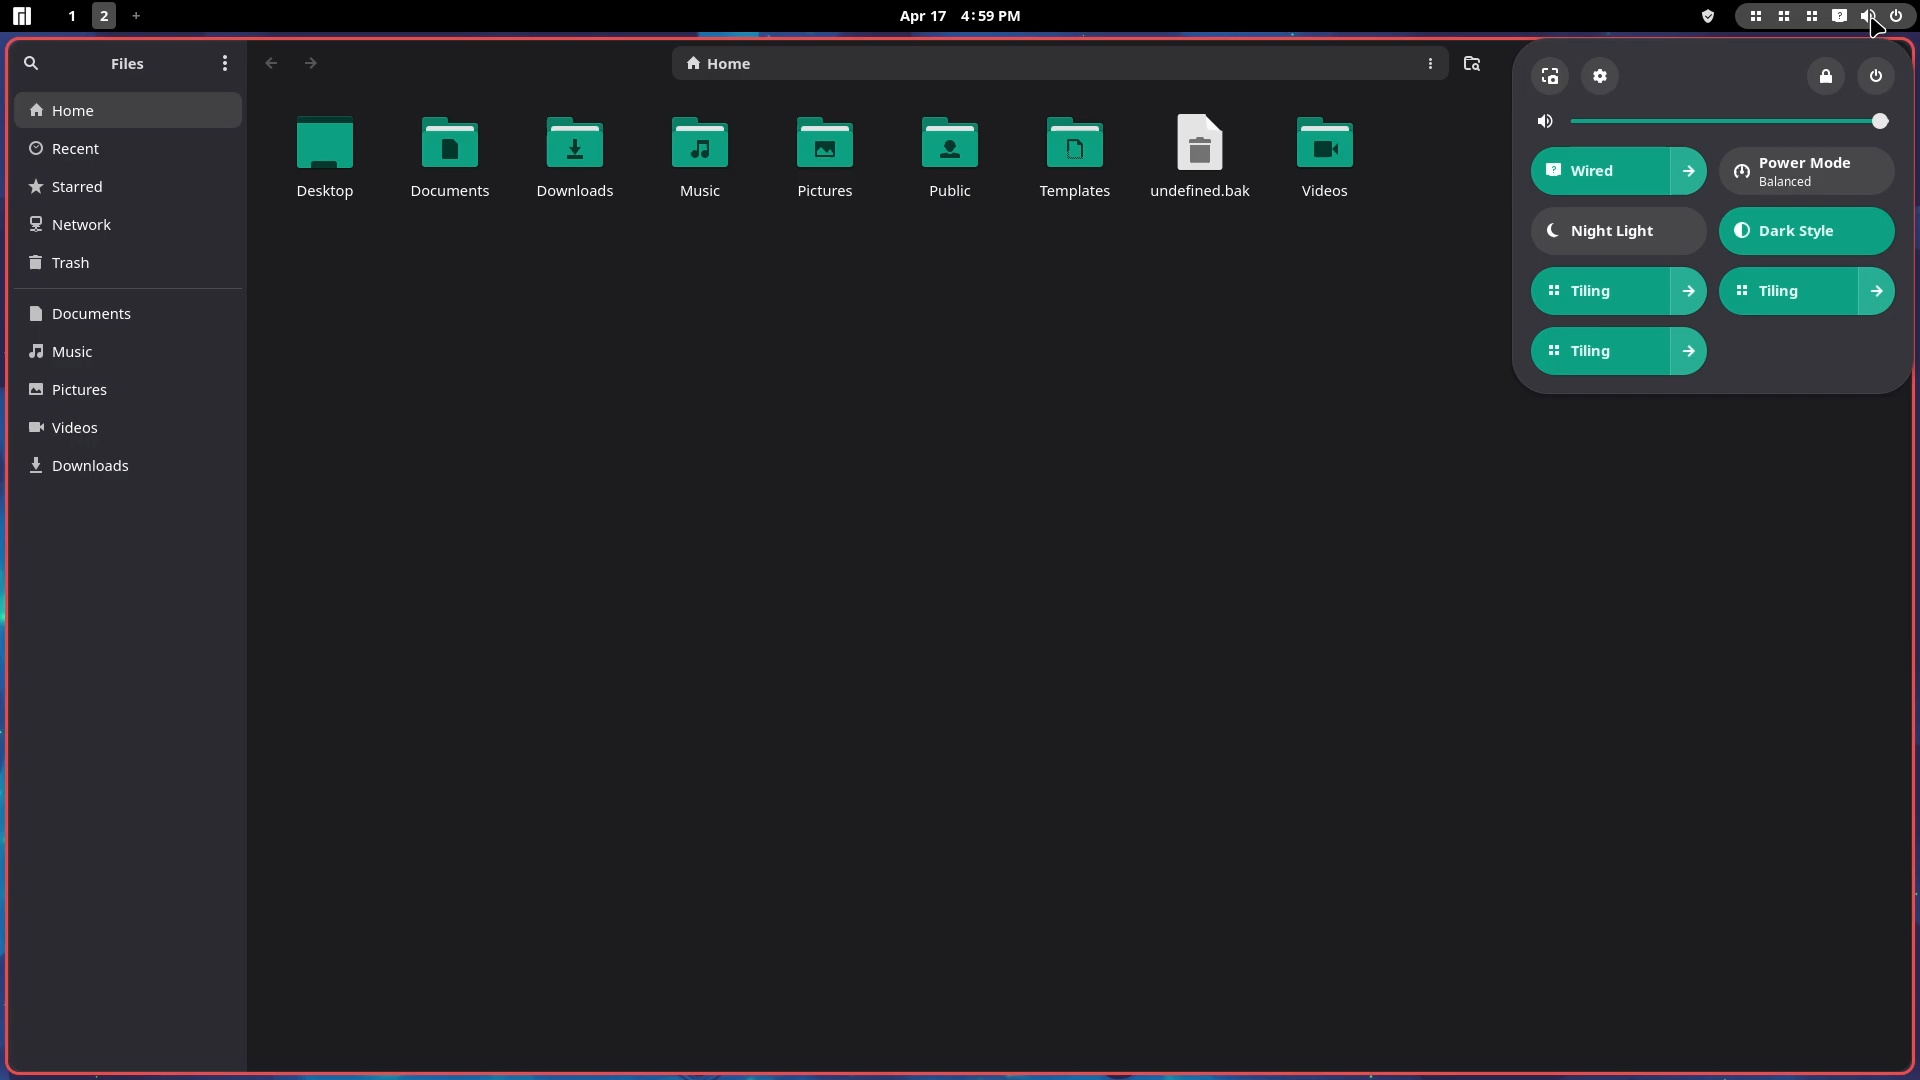 1 2 + Apr 17 4:59 PM
Files
Home
Home
Recent
Starred
Network
Trash
Documents
Music
Pictures
Videos
Downloads
Desktop Documents Downloads Music Pictures Public Templates undefined.bak Videos
Wired
Power Mode
Balanced
Night Light
Dark Style
Tiling
Tiling
Tiling